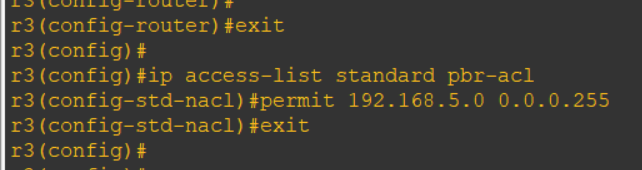 r3(config-router)#
r3(config-router)#exit
r3(config)#
r3(config)#ip access-list standard pbr-acl
r3(config-std-nacl)#permit 192.168.5.0 0.0.0.255
r3(config-std-nacl)#exit
r3(config)#